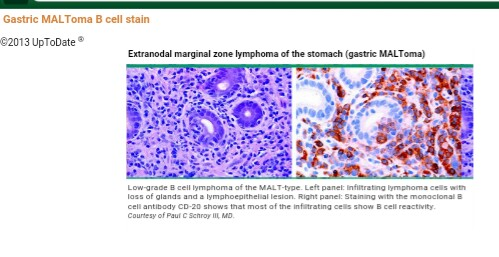 Gastric MALToma B cell stain
©2013 UpToDate ®
Extranodal marginal zone lymphoma of the stomach (gastric MALToma)
Low-grade B cell lymphoma of the MALT-type. Left panel: Infiltrating lymphoma cells with
loss of glands and a lymphoepithelial lesion. Right panel: Staining with the monoclonal B
cell antibody CD-20 shows that most of the infiltrating cells show B cell reactivity.
Courtesy of Paul C Schroy III, MD.